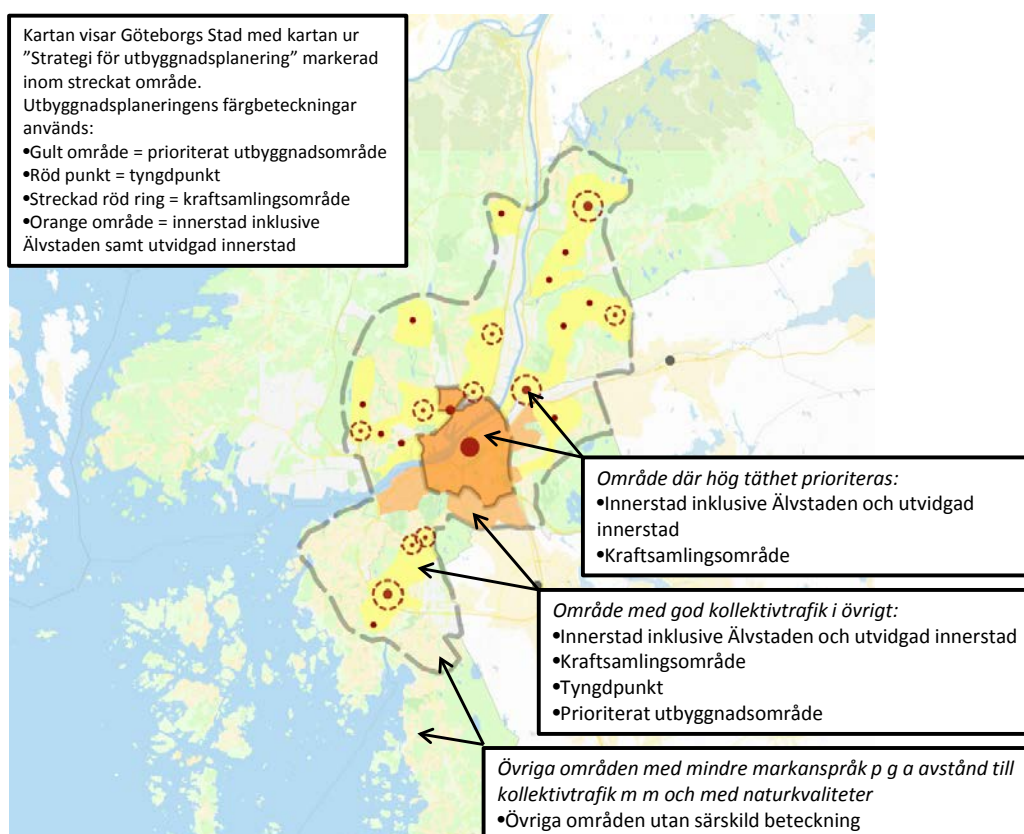 Kartan visar Göteborgs Stad med kartan ur
”Strategi för utbyggnadsplanering” markerad
inom streckat område.
Utbyggnadsplaneringens färgbeteckningar
används:
•Gult område = prioriterat utbyggnadsområde
•Röd punkt = tyngdpunkt
•Streckad röd ring = kraftsamlingsområde
•Orange område = innerstad inklusive
Älvstaden samt utvidgad innerstad
Område där hög täthet prioriteras:
•Innerstad inklusive Älvstaden och utvidgad
innerstad
•Kraftsamlingsområde
Område med god kollektivtrafik i övrigt:
•Innerstad inklusive Älvstaden och utvidgad innerstad
•Kraftsamlingsområde
•Tyngdpunkt
•Prioriterat utbyggnadsområde
Övriga områden med mindre markanspråk p g a avstånd till
kollektivtrafik m m och med naturkvaliteter
•Övriga områden utan särskild beteckning